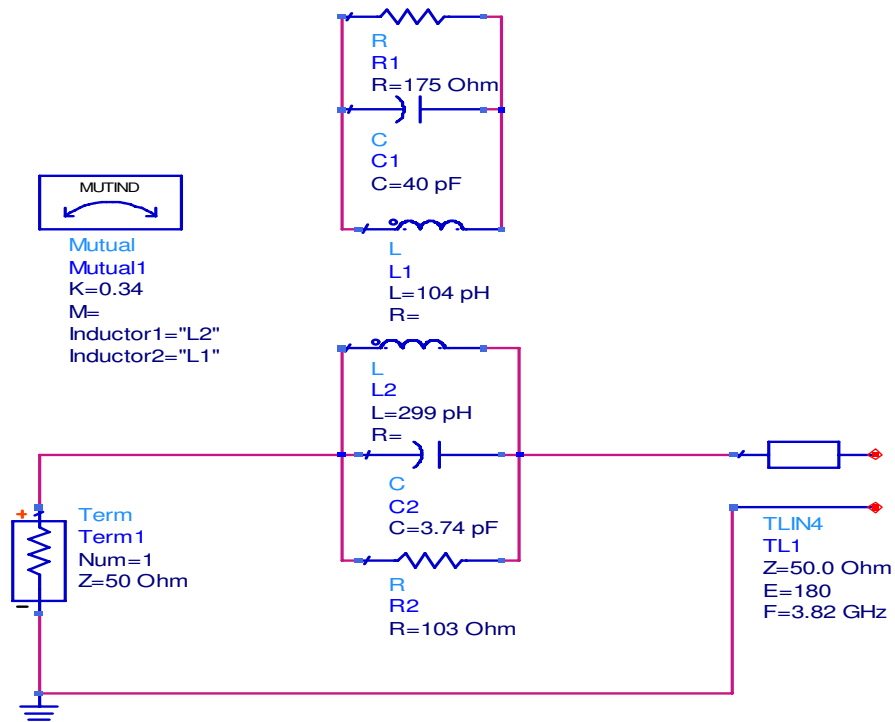 R
R1
R=175 Ohm
C
C1
C=40 pF
MUTIND
Mutual
Mutual1
K=0.34
M=
Inductor1="L2"
Inductor2="L1"
L
L1
L=104 pH
R=
L
L2
L=299 pH
R=
C
C2
C=3.74 pF
R
R2
R=103 Ohm
+
Term
Term1
Num=1
Z=50 Ohm
−
TLIN4
TL1
Z=50.0 Ohm
E=180
F=3.82 GHz